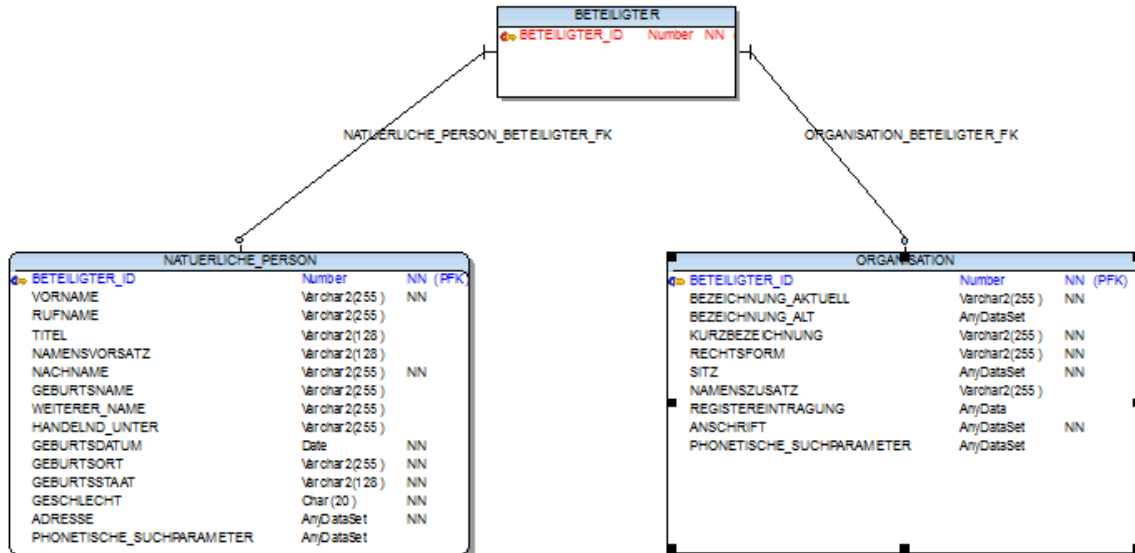 BETEILIGTER
BETEILIGTER_ID Number NN (
NATUERLICHE_PERSON_BETEILIGTER_FK
ORGANISATION_BETEILIGTER_FK
NATUERLICHE_PERSON
BETEILIGTER_ID Number NN (PFK)
VORNAME Varchar2(255) NN
RUFNAME Varchar2(255)
TITEL Varchar2(128)
NAMENSVORSATZ Varchar2(128)
NACHNAME Varchar2(255) NN
GEBURTSNAME Varchar2(255)
WEITERER_NAME Varchar2(255)
HANDELND_UNTER Varchar2(255)
GEBURTSDATUM Date NN
GEBURTSORT Varchar2(255) NN
GEBURTSSTAAT Varchar2(128) NN
GESCHLECHT Char(20) NN
ADRESSE AnyDataSet NN
PHONETISCHE_SUCHPARAMETER AnyDataSet
ORGANISATION
BETEILIGTER_ID Number NN (PFK)
BEZEICHNUNG_AKTUELL Varchar2(255) NN
BEZEICHNUNG_ALT AnyDataSet
KURZBEZEICHNUNG Varchar2(255) NN
RECHTSFORM Varchar2(255) NN
SITZ AnyDataSet NN
NAMENSZUSATZ Varchar2(255)
REGISTEREINTRAGUNG AnyData
ANSCHRIFT AnyDataSet NN
PHONETISCHE_SUCHPARAMETER AnyDataSet